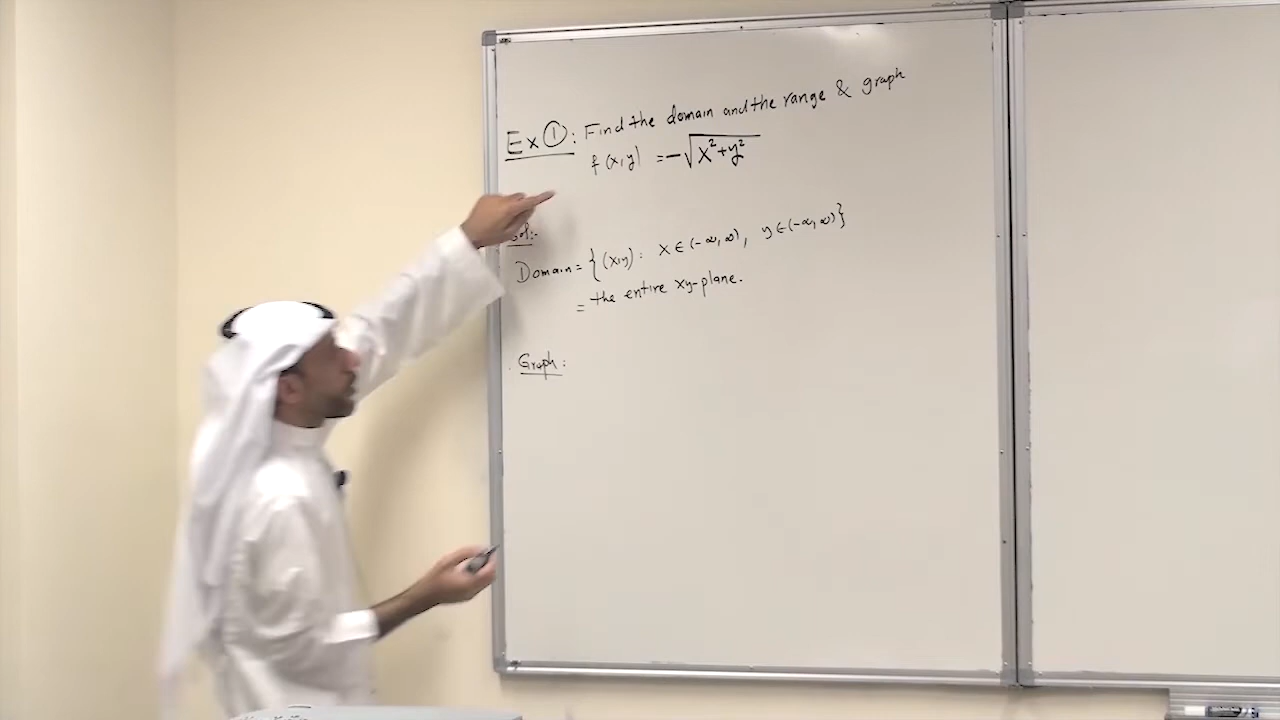 Ex ①: Find the domain and the range & graph
f(x,y) = -√(x²+y²)
Sol:-
Domain = {(x,y): x∈(-∞,∞), y∈(-∞,∞)}
= the entire xy-plane.
Graph: